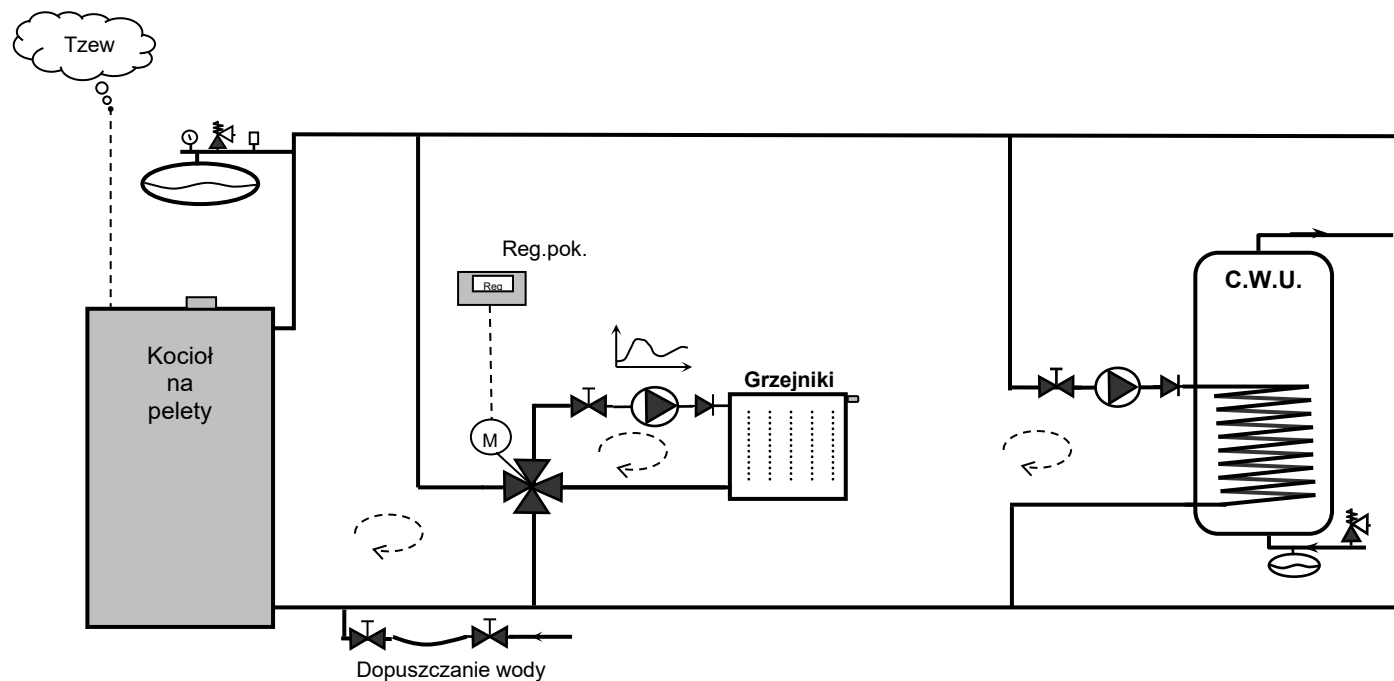 Tzew
Reg.pok.
Reg
C.W.U.
Kocioł
na
pelety
Grzejniki
M
Dopuszczanie wody